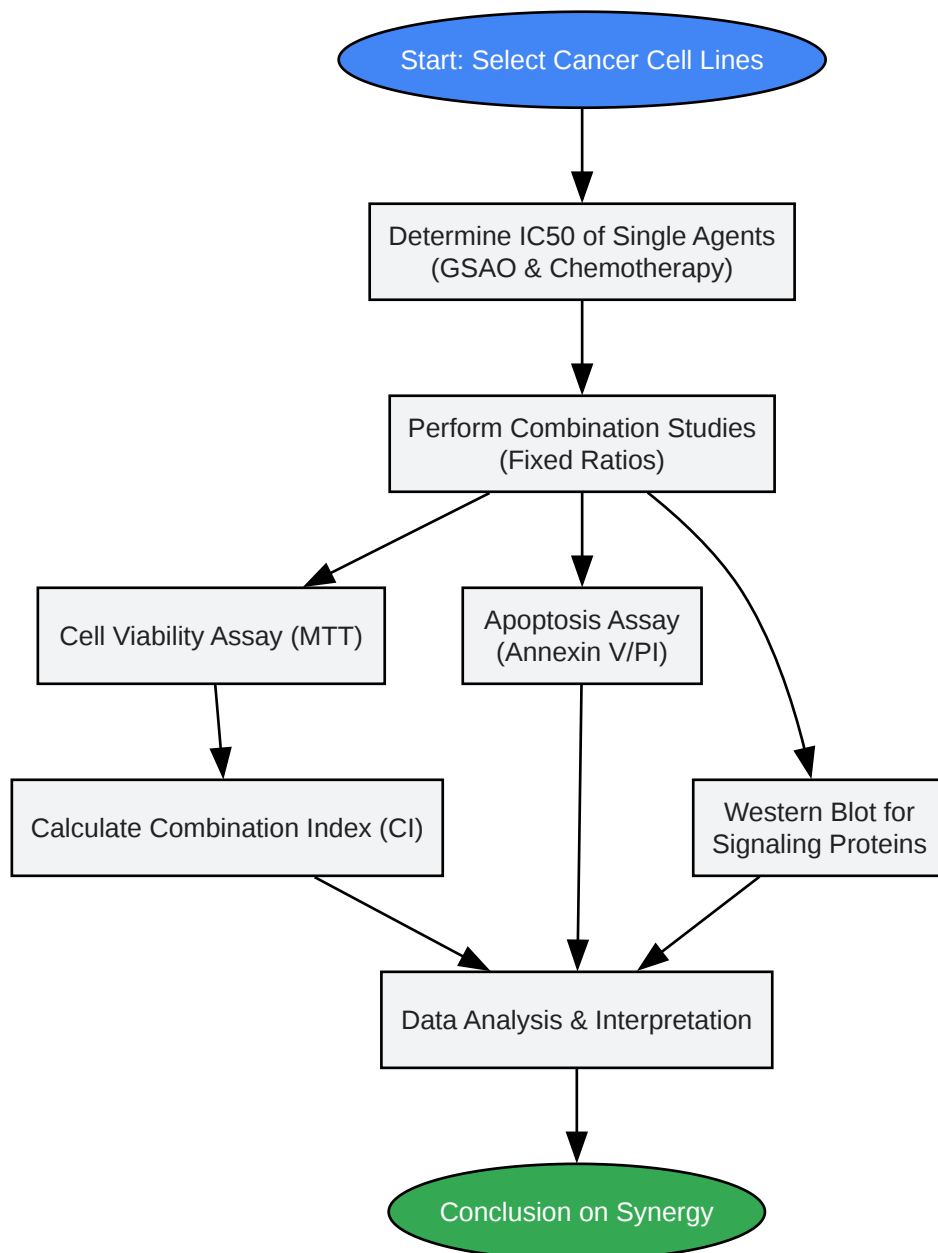 Start: Select Cancer Cell Lines
Determine IC50 of Single Agents
(GSAO & Chemotherapy)
Perform Combination Studies
(Fixed Ratios)
Cell Viability Assay (MTT)
Apoptosis Assay
(Annexin V/PI)
Calculate Combination Index (CI)
Western Blot for
Signaling Proteins
Data Analysis & Interpretation
Conclusion on Synergy